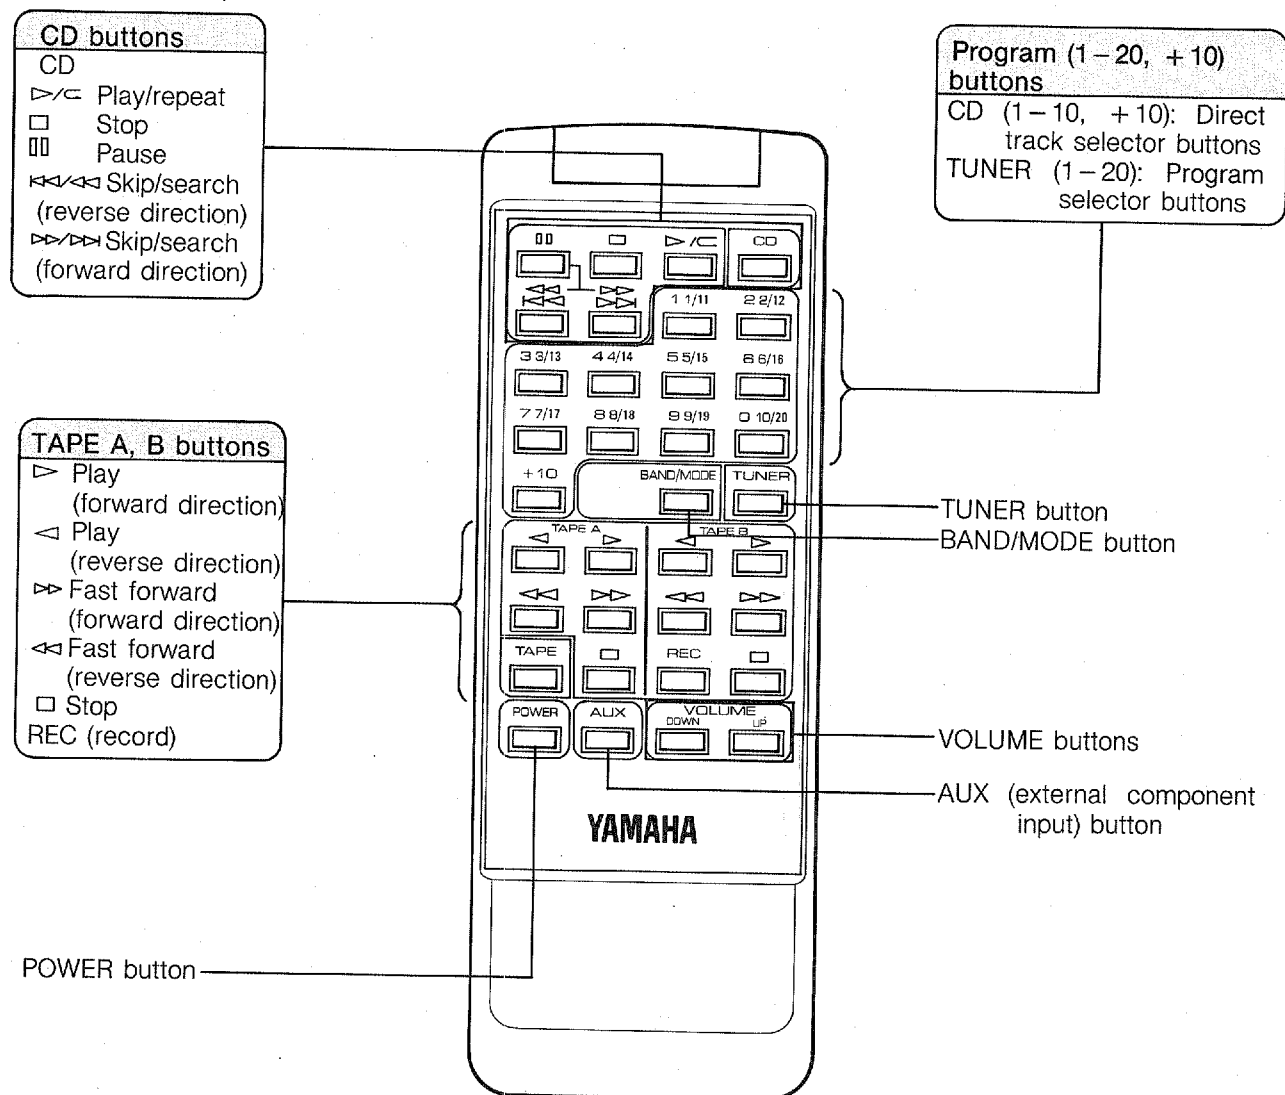 CD buttons
CD
▷/⊂ Play/repeat
□ Stop
▯▯ Pause
|◁◁/◁◁ Skip/search
(reverse direction)
▷▷/▷▷| Skip/search
(forward direction)
Program (1–20, +10)
buttons
CD (1–10, +10): Direct
track selector buttons
TUNER (1–20): Program
selector buttons
▯▯ □ ▷/⊂ CD
◁◁ ▷▷
|◁◁ ▷▷|
1 1/11 2 2/12
3 3/13 4 4/14 5 5/15 6 6/16
7 7/17 8 8/18 9 9/19 0 10/20
+10 BAND/MODE TUNER
TAPE A TAPE B
◁ ▷ ◁ ▷
◁◁ ▷▷ ◁◁ ▷▷
TAPE □ REC □
POWER AUX VOLUME
DOWN UP
YAMAHA
TAPE A, B buttons
▷ Play
(forward direction)
◁ Play
(reverse direction)
▷▷ Fast forward
(forward direction)
◁◁ Fast forward
(reverse direction)
□ Stop
REC (record)
TUNER button
BAND/MODE button
VOLUME buttons
AUX (external component
input) button
POWER button